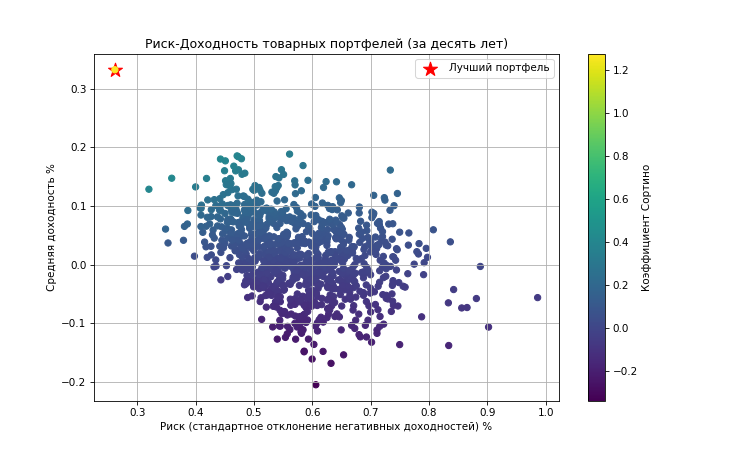 Риск-Доходность товарных портфелей (за десять лет)
Лучший портфель
Средняя доходность %
0.3
0.2
0.1
0.0
−0.1
−0.2
0.3 0.4 0.5 0.6 0.7 0.8 0.9 1.0
Риск (стандартное отклонение негативных доходностей) %
1.2
1.0
0.8
0.6
0.4
0.2
0.0
−0.2
Коэффициент Сортино